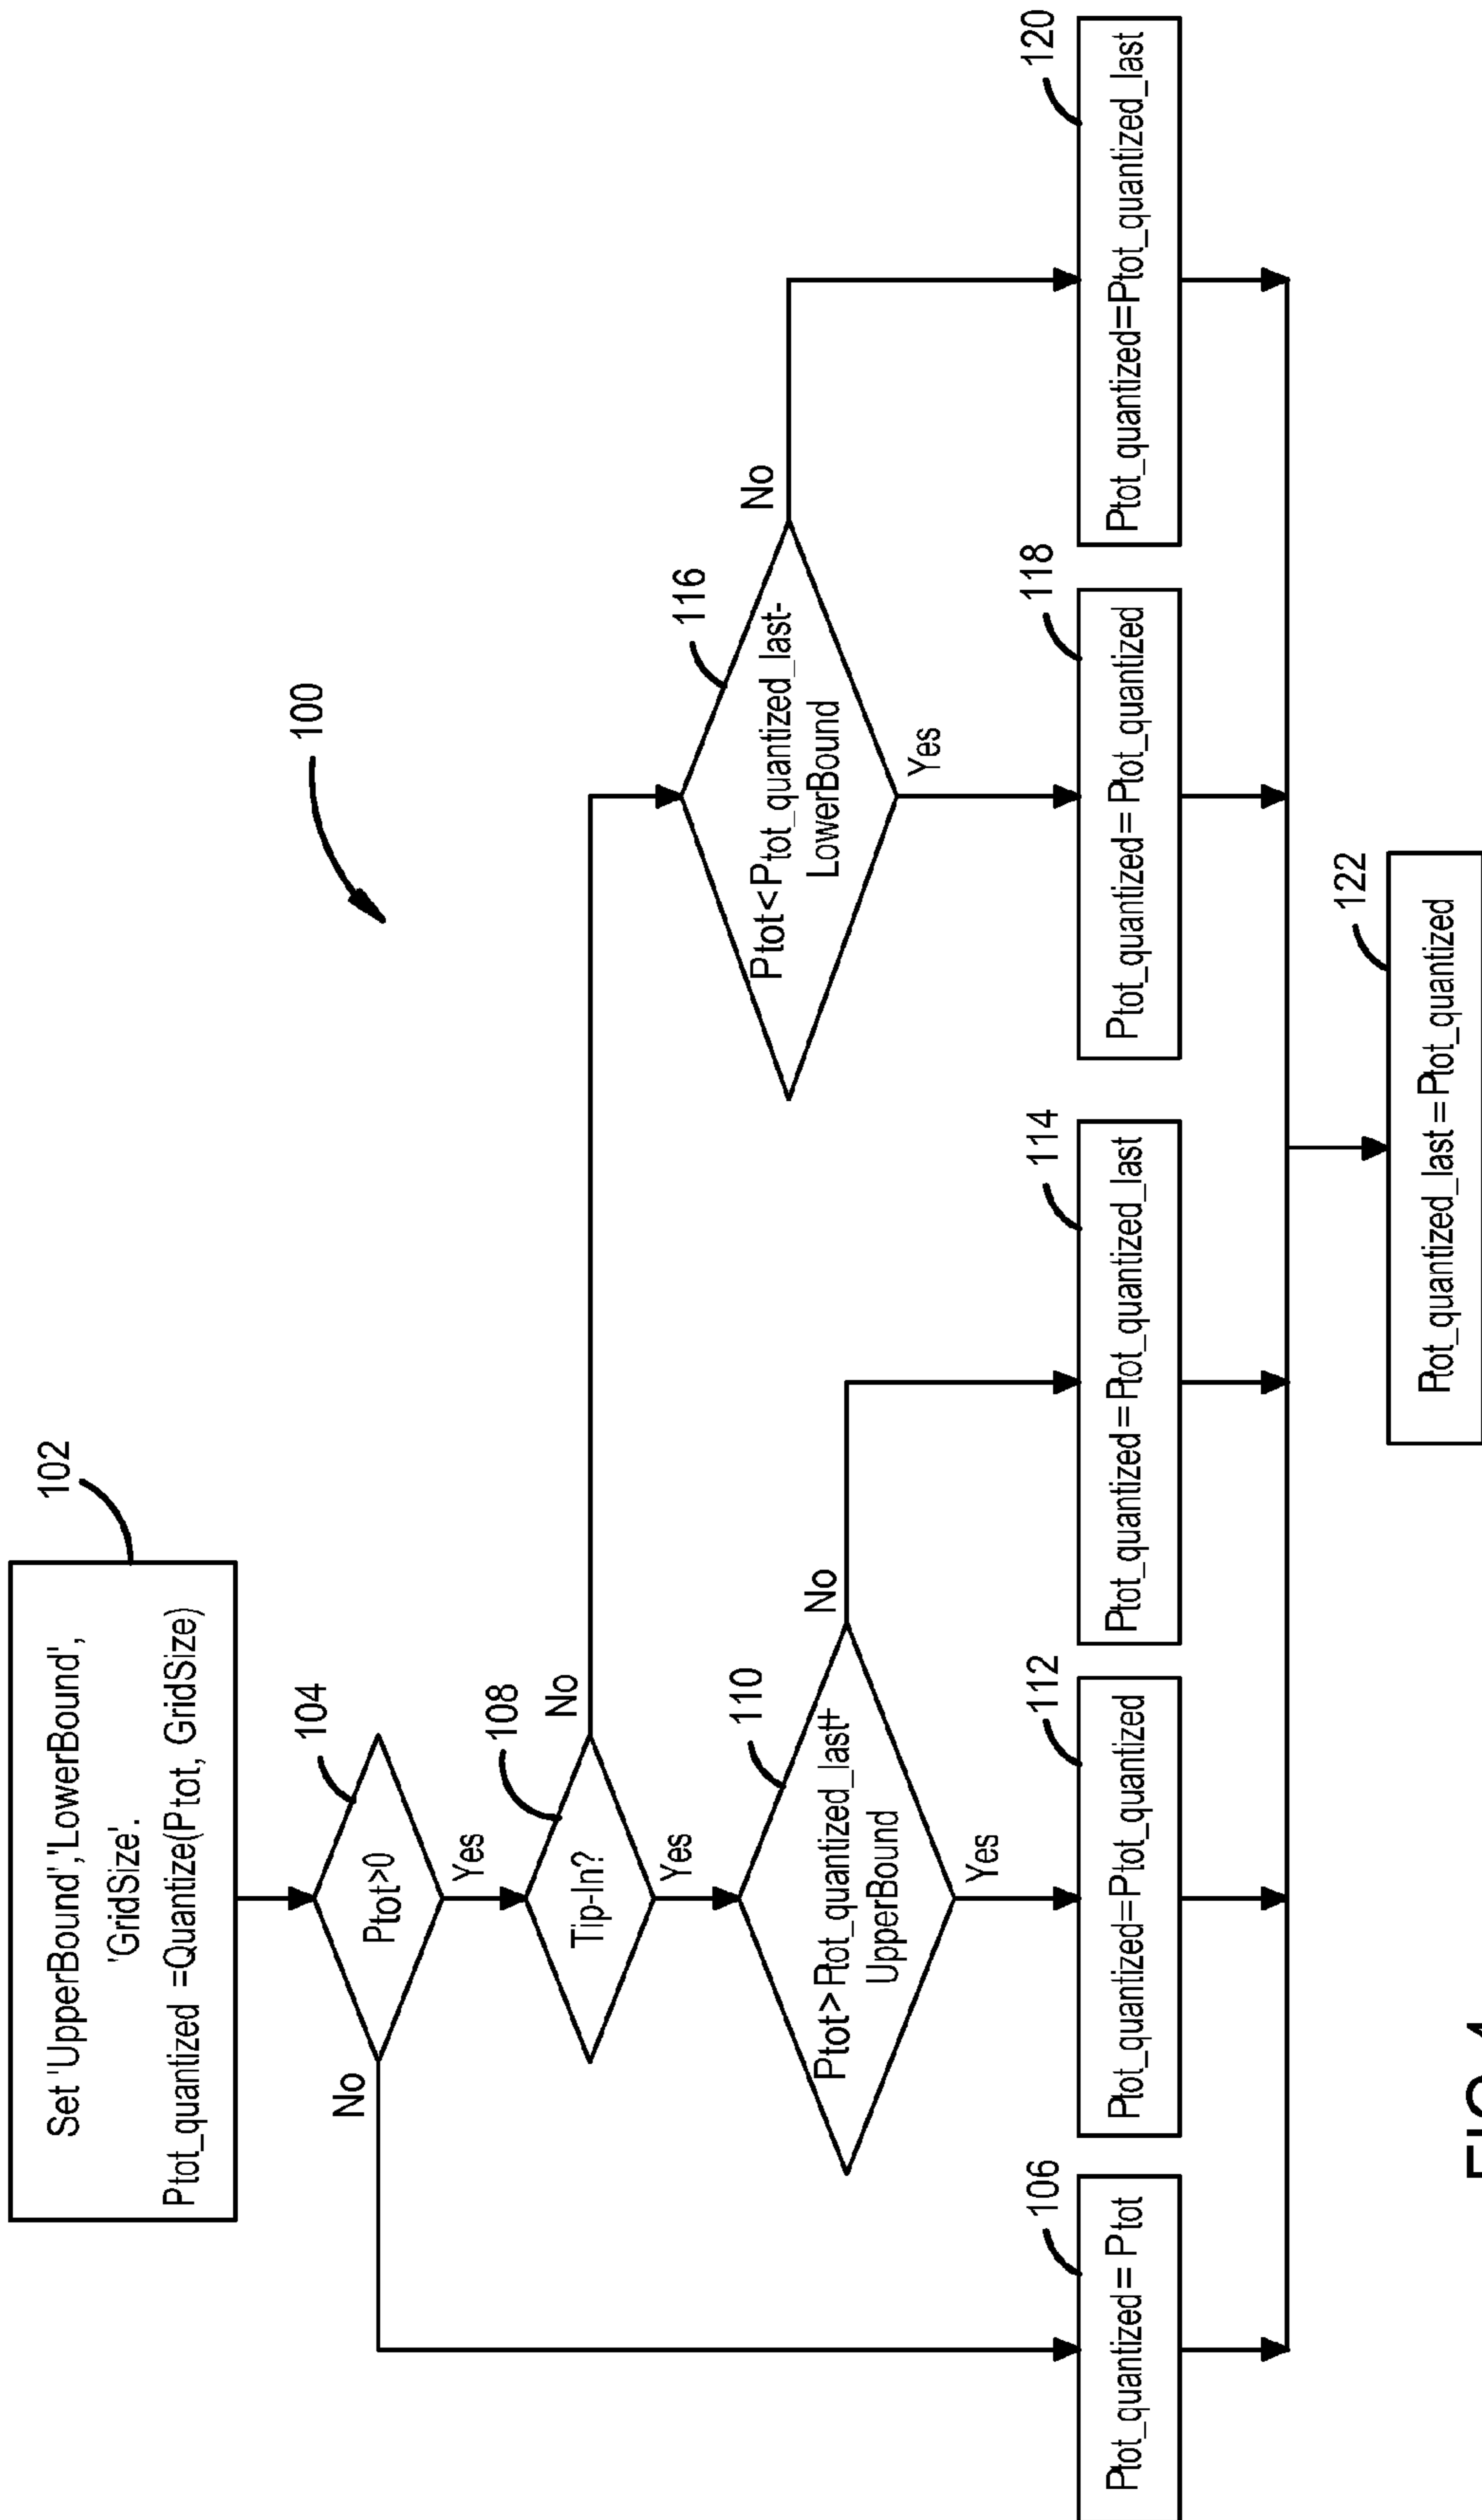 100
102
Set 'UpperBound','LowerBound',
'GridSize'.
Ptot_quantized =Quantize(Ptot, GridSize)
104
Ptot>0
No
Yes
108
Tip-In?
No
Yes
110
Ptot>Ptot_quantized_last+
UpperBound
No
Yes
116
Ptot<Ptot_quantized_last-
LowerBound
No
Yes
106
Ptot_quantized = Ptot
112
Ptot_quantized=Ptot_quantized
114
Ptot_quantized=Ptot_quantized_last
118
Ptot_quantized=Ptot_quantized
120
Ptot_quantized=Ptot_quantized_last
122
Ptot_quantized_last=Ptot_quantized